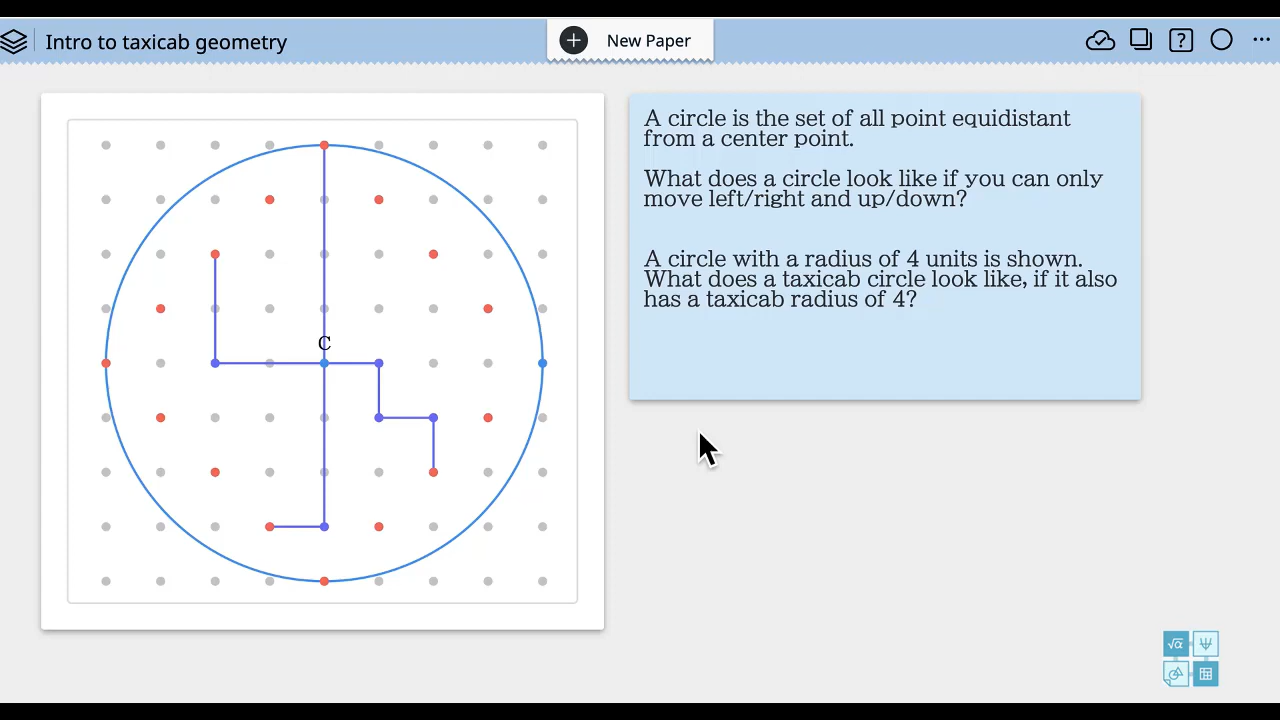 Intro to taxicab geometry
New Paper
?
A circle is the set of all point equidistant
from a center point.
What does a circle look like if you can only
move left/right and up/down?
A circle with a radius of 4 units is shown.
What does a taxicab circle look like, if it also
has a taxicab radius of 4?
C
√α